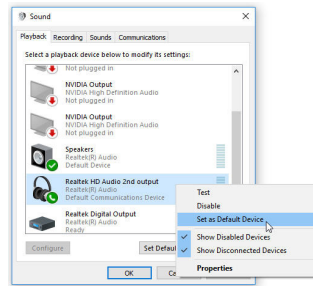 Sound
Playback Recording Sounds Communications
Select a playback device below to modify its settings:
Not plugged in
NVIDIA Output
NVIDIA High Definition Audio
Not plugged in
NVIDIA Output
NVIDIA High Definition Audio
Not plugged in
Speakers
Realtek(R) Audio
Default Device
Realtek HD Audio 2nd output
Realtek(R) Audio
Default Communications Device
Realtek Digital Output
Realtek(R) Audio
Ready
Configure
Set Defaul
OK
Ca
Test
Disable
Set as Default Device
Show Disabled Devices
Show Disconnected Devices
Properties